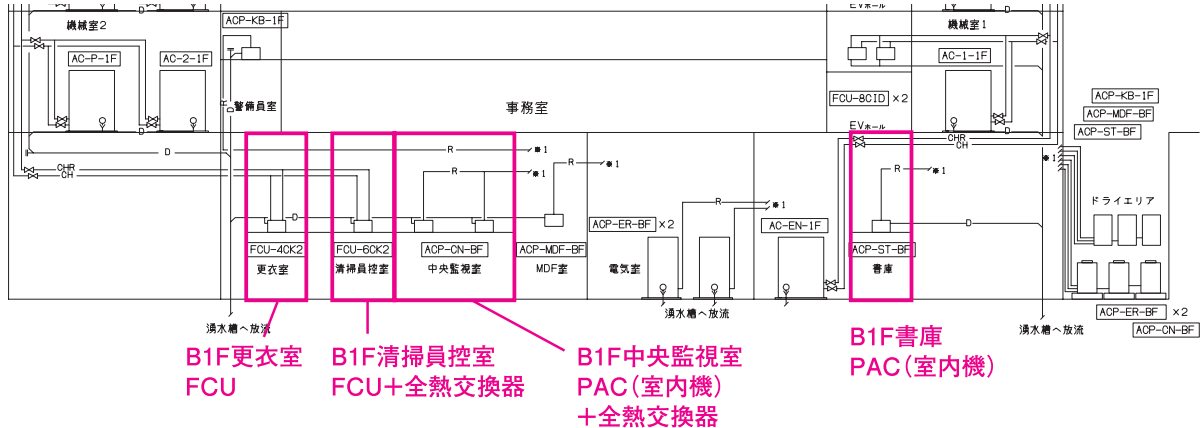 D
D
EVホール
機械室2
ACP-KB-1F
機械室1
AC-P-1F
AC-2-1F
AC-1-1F
R
D
警備員室
事務室
FCU-8CID ×2
ACP-KB-1F
ACP-MDF-BF
ACP-ST-BF
EVホール
D
R
※1
CHR
CH
※1
CHR
CH
R
※1
R
※1
R
※1
D
R
※1
D
ドライエリア
ACP-ER-BF ×2
AC-EN-1F
FCU-4CK2
FCU-6CK2
ACP-CN-BF
ACP-MDF-BF
ACP-ST-BF
更衣室
清掃員控室
中央監視室
MDF室
電気室
書庫
湧水槽へ放流
湧水槽へ放流
湧水槽へ放流
ACP-ER-BF ×2
ACP-CN-BF
B1F更衣室
FCU
B1F清掃員控室
FCU+全熱交換器
B1F中央監視室
PAC(室内機)
+全熱交換器
B1F書庫
PAC(室内機)